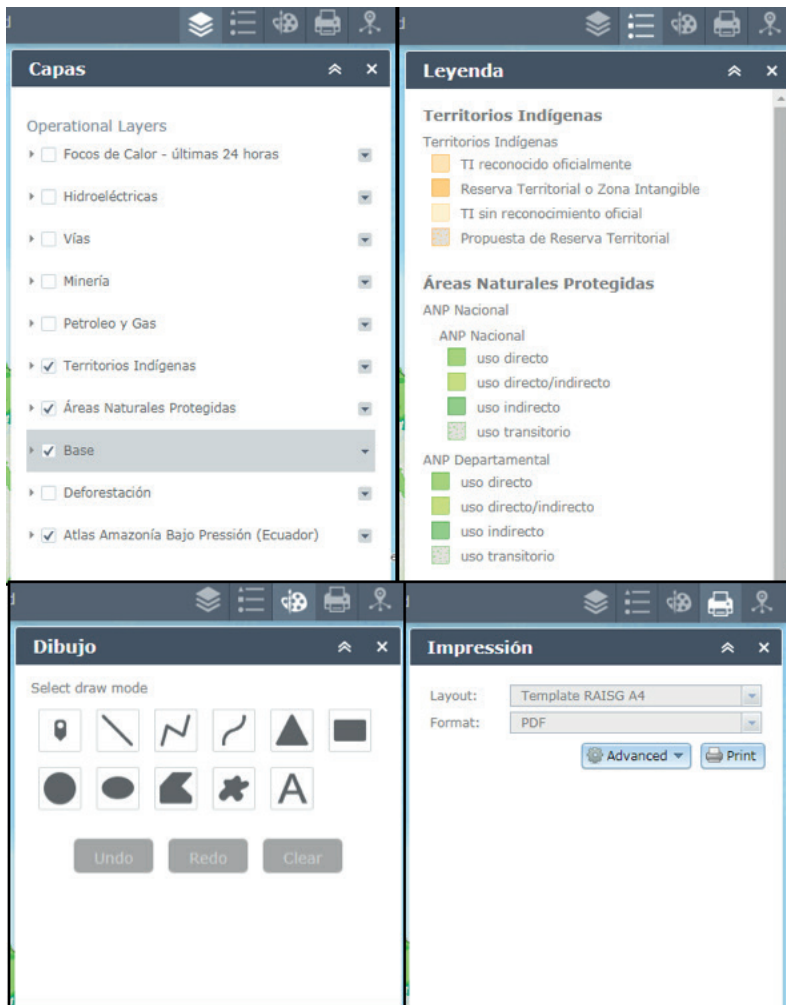 d
Capas
Operational Layers
Focos de Calor - últimas 24 horas
Hidroeléctricas
Vías
Minería
Petroleo y Gas
Territorios Indígenas
Áreas Naturales Protegidas
Base
Deforestación
Atlas Amazonía Bajo Pressión (Ecuador)
Leyenda
Territorios Indígenas
Territorios Indígenas
TI reconocido oficialmente
Reserva Territorial o Zona Intangible
TI sin reconocimiento oficial
Propuesta de Reserva Territorial
Áreas Naturales Protegidas
ANP Nacional
ANP Nacional
uso directo
uso directo/indirecto
uso indirecto
uso transitorio
ANP Departamental
uso directo
uso directo/indirecto
uso indirecto
uso transitorio
Dibujo
Select draw mode
A
Undo Redo Clear
Impressión
Layout: Template RAISG A4
Format: PDF
Advanced Print